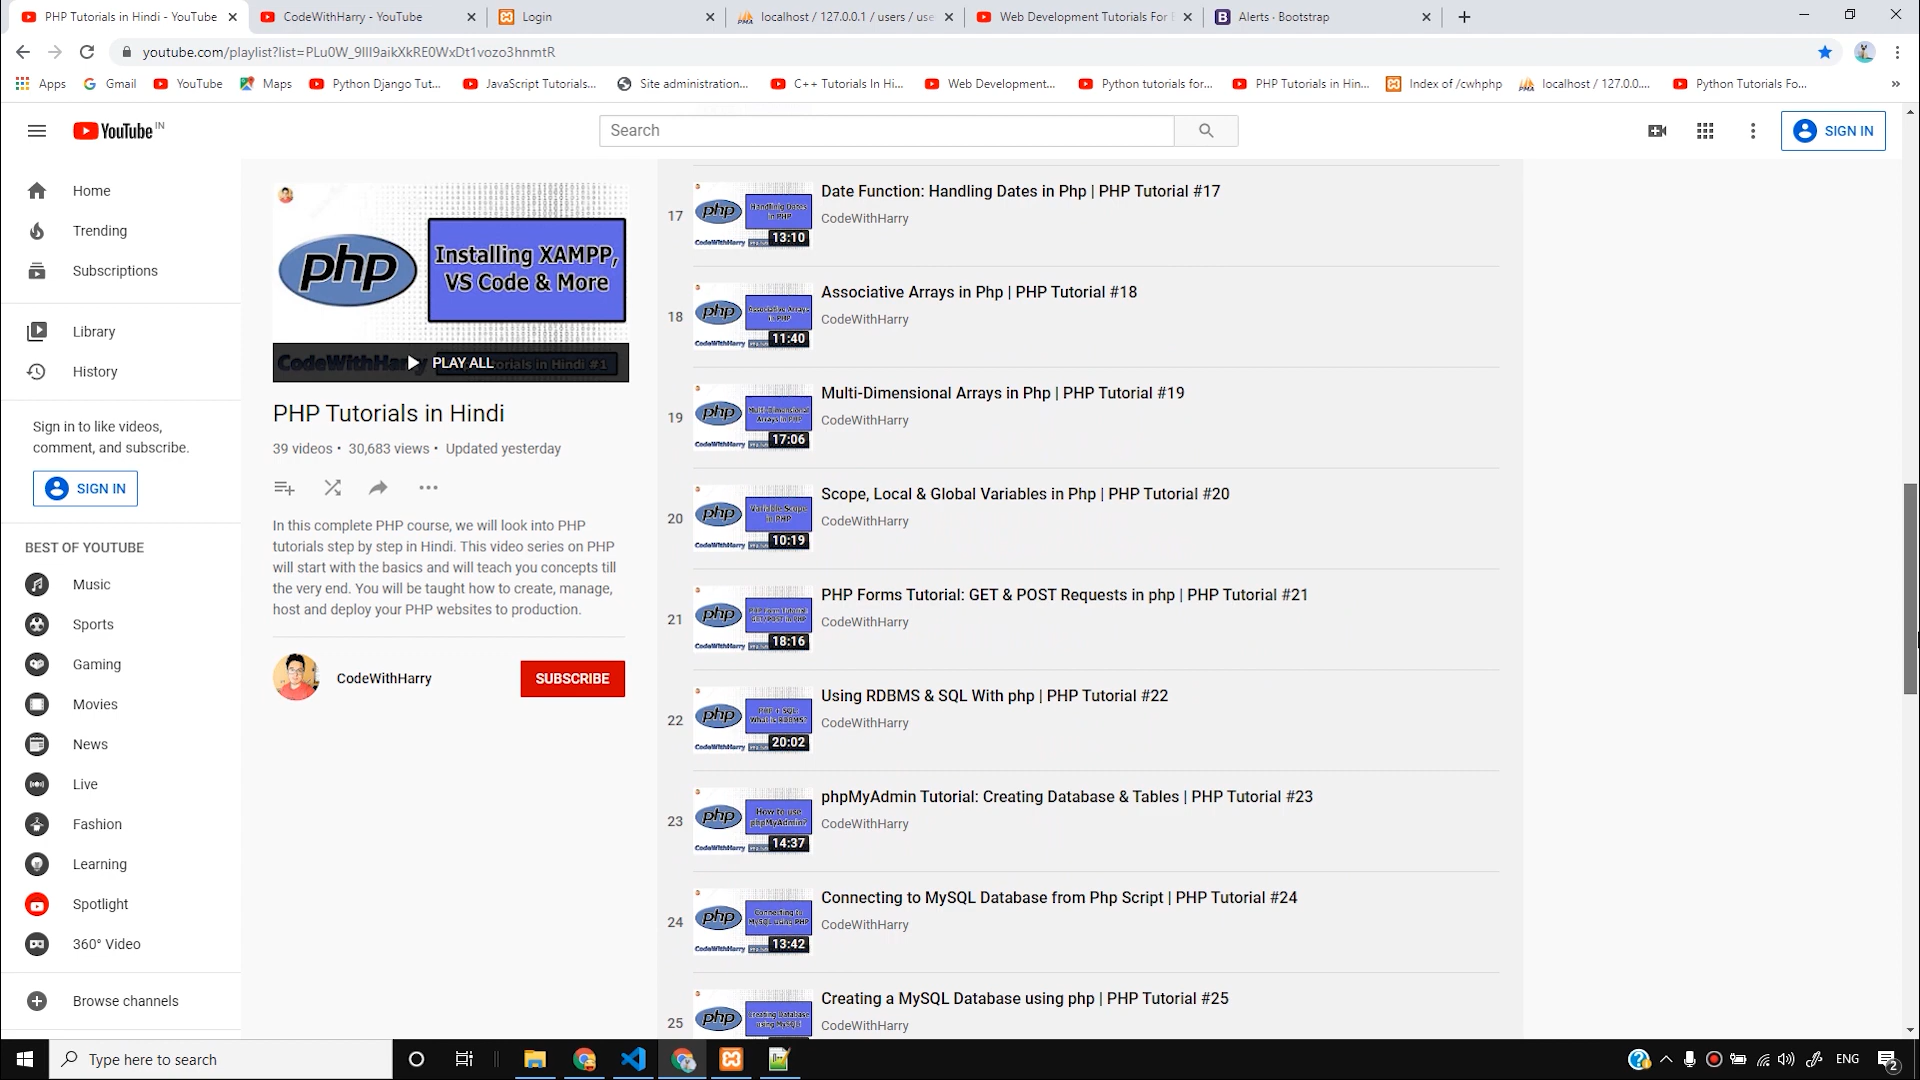 PHP Tutorials in Hindi - YouTube
CodeWithHarry - YouTube
Login
localhost / 127.0.0.1 / users / use
Web Development Tutorials For
Alerts · Bootstrap
youtube.com/playlist?list=PLu0W_9lII9aikXkRE0WxDt1vozo3hnmtR
Apps
Gmail
YouTube
Maps
Python Django Tut...
JavaScript Tutorials...
Site administration...
C++ Tutorials In Hi...
Web Development...
Python tutorials for...
PHP Tutorials in Hin...
Index of /cwhphp
localhost / 127.0.0....
Python Tutorials Fo...
YouTube IN
Search
SIGN IN
Home
Trending
Subscriptions
Library
History
Sign in to like videos,
comment, and subscribe.
SIGN IN
BEST OF YOUTUBE
Music
Sports
Gaming
Movies
News
Live
Fashion
Learning
Spotlight
360° Video
Browse channels
php
Installing XAMPP,
VS Code & More
PLAY ALL
PHP Tutorials in Hindi
39 videos • 30,683 views • Updated yesterday
In this complete PHP course, we will look into PHP
tutorials step by step in Hindi. This video series on PHP
will start with the basics and will teach you concepts till
the very end. You will be taught how to create, manage,
host and deploy your PHP websites to production.
CodeWithHarry
SUBSCRIBE
17
php
13:10
Date Function: Handling Dates in Php | PHP Tutorial #17
CodeWithHarry
18
php
11:40
Associative Arrays in Php | PHP Tutorial #18
CodeWithHarry
19
php
17:06
Multi-Dimensional Arrays in Php | PHP Tutorial #19
CodeWithHarry
20
php
10:19
Scope, Local & Global Variables in Php | PHP Tutorial #20
CodeWithHarry
21
php
18:16
PHP Forms Tutorial: GET & POST Requests in php | PHP Tutorial #21
CodeWithHarry
22
php
20:02
Using RDBMS & SQL With php | PHP Tutorial #22
CodeWithHarry
23
php
How to use
phpMyAdmin?
14:37
phpMyAdmin Tutorial: Creating Database & Tables | PHP Tutorial #23
CodeWithHarry
24
php
13:42
Connecting to MySQL Database from Php Script | PHP Tutorial #24
CodeWithHarry
25
php
Creating a MySQL Database using php | PHP Tutorial #25
CodeWithHarry
Type here to search
ENG
2